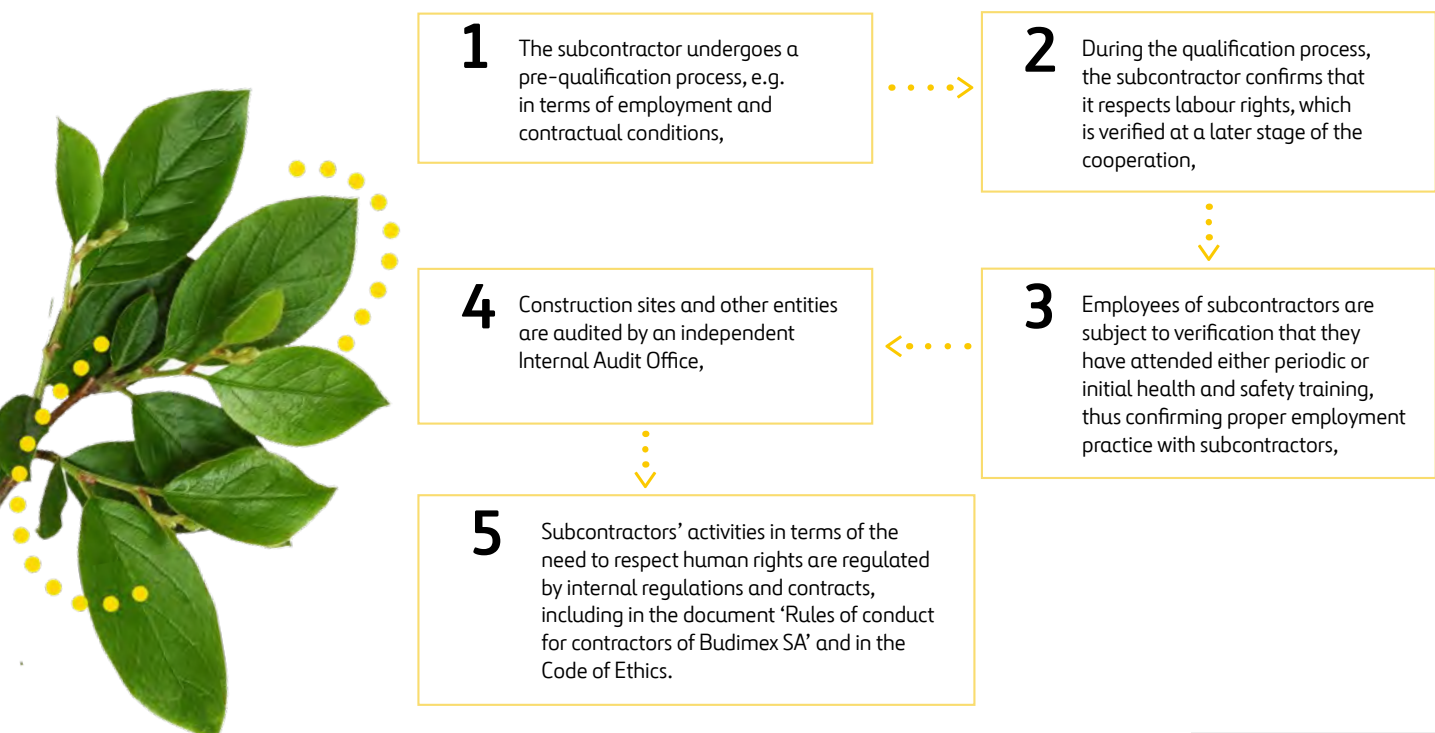 1
The subcontractor undergoes a
pre-qualification process, e.g.
in terms of employment and
contractual conditions,
2
During the qualification process,
the subcontractor confirms that
it respects labour rights, which
is verified at a later stage of the
cooperation,
3
Employees of subcontractors are
subject to verification that they
have attended either periodic or
initial health and safety training,
thus confirming proper employment
practice with subcontractors,
4
Construction sites and other entities
are audited by an independent
Internal Audit Office,
5
Subcontractors’ activities in terms of the
need to respect human rights are regulated
by internal regulations and contracts,
including in the document ‘Rules of conduct
for contractors of Budimex SA’ and in the
Code of Ethics.